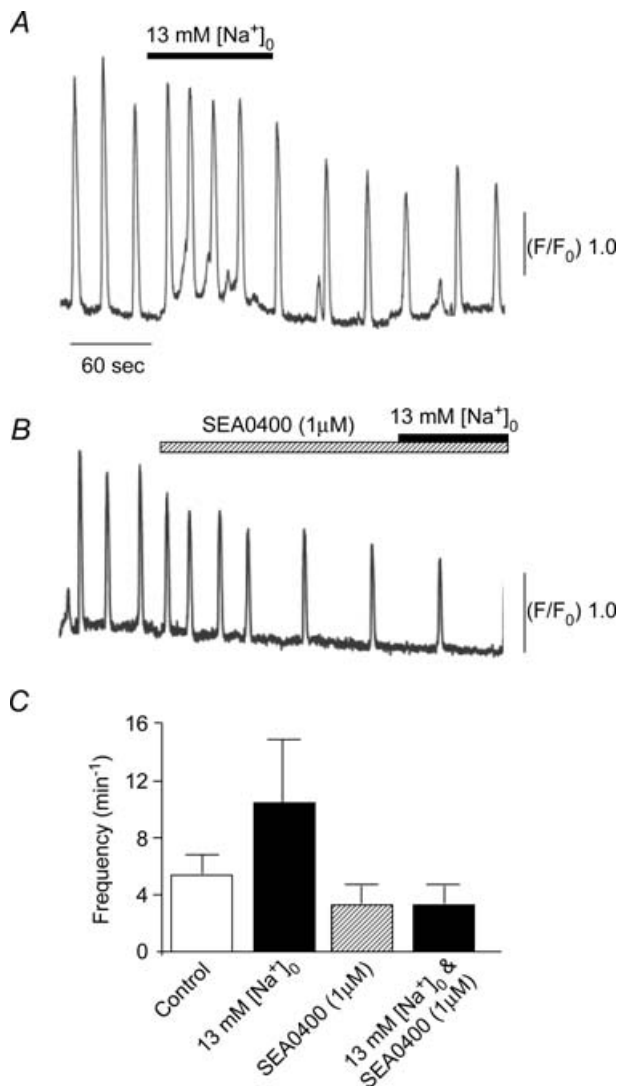 A
13 mM [Na⁺]₀
(F/F₀) 1.0
60 sec
B
SEA0400 (1μM)
13 mM [Na⁺]₀
(F/F₀) 1.0
C
16
12
8
4
0
Frequency (min⁻¹)
Control
13 mM [Na⁺]₀
SEA0400 (1μM)
13 mM [Na⁺]₀ &
SEA0400 (1μM)